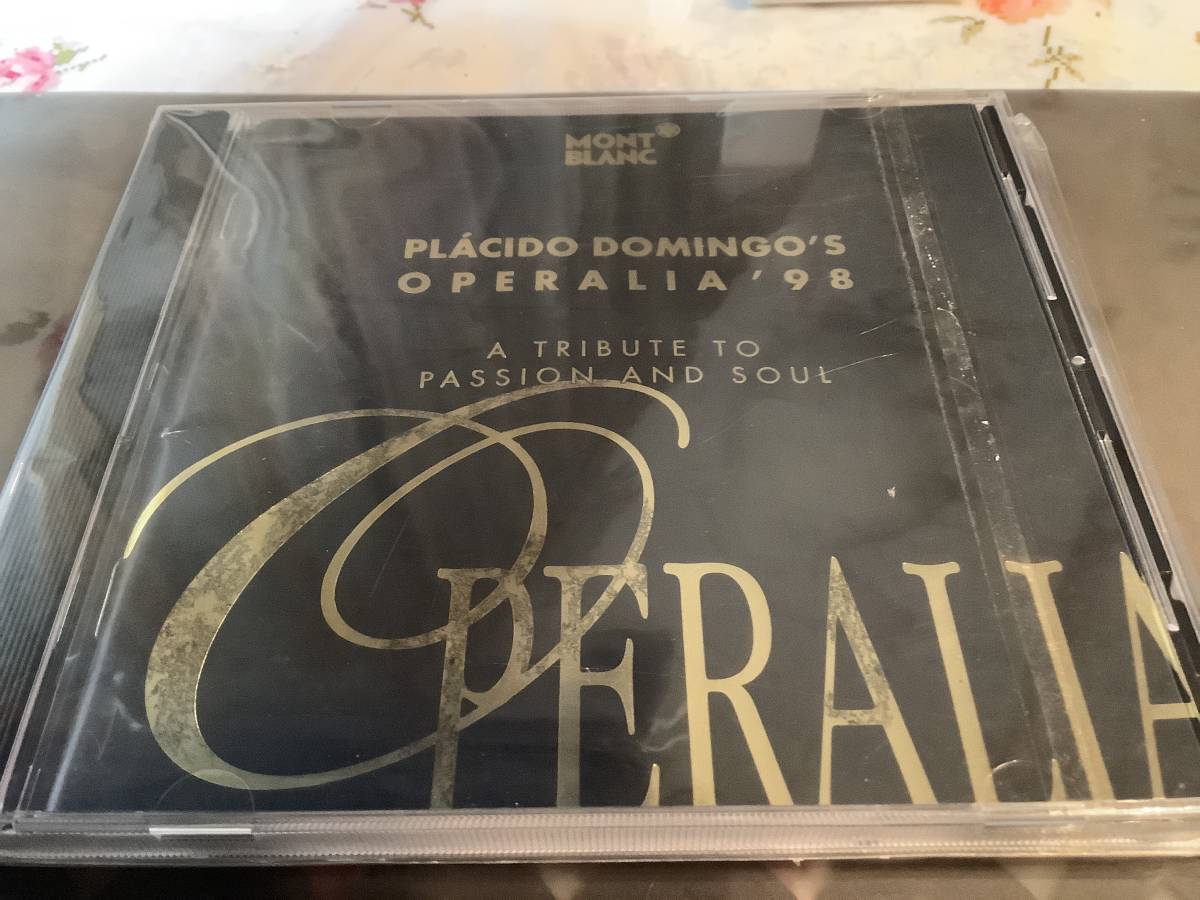 MONT
BLANC
PLÁCIDO DOMINGO'S
OPERALIA '98
A TRIBUTE TO
PASSION AND SOUL
OPERALIA